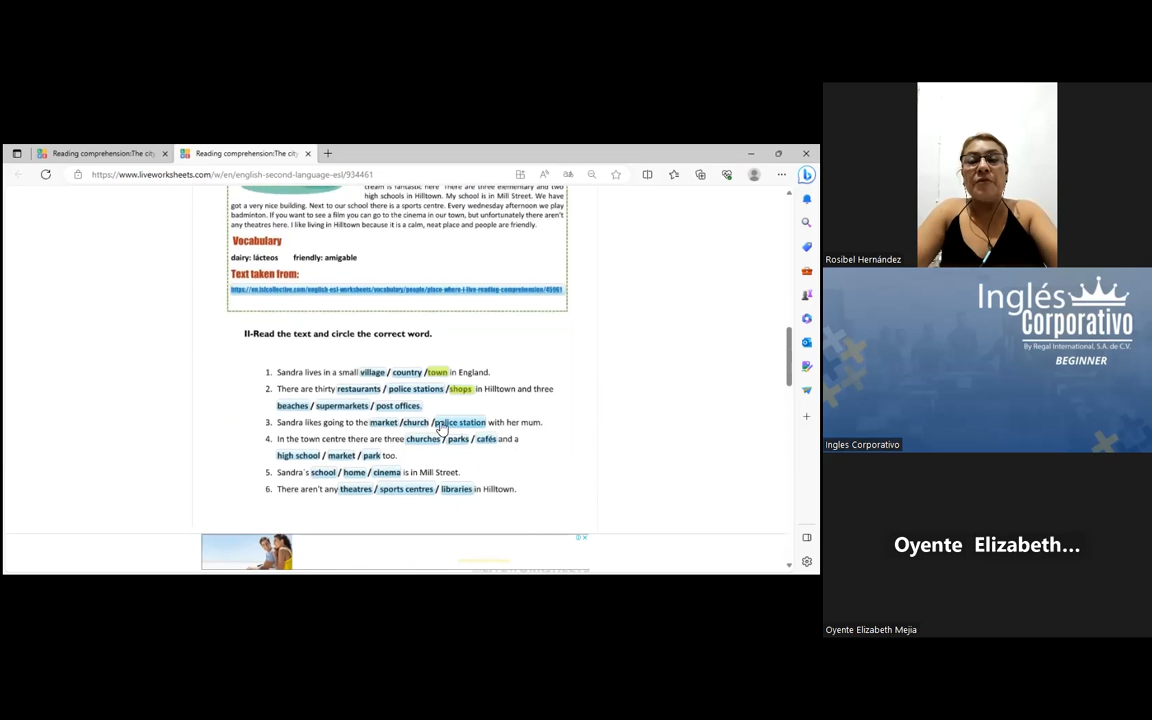 Reading comprehension:The city
Reading comprehension:The city
https://www.liveworksheets.com/w/en/english-second-language-esl/934461
cream is fantastic here There are three elementary and two
high schools in Hilltown. My school is in Mill Street. We have
got a very nice building. Next to our school there is a sports centre. Every wednesday afternoon we play
badminton. If you want to see a film you can go to the cinema in our town, but unfortunately there aren't
any theatres here. I like living in Hilltown because it is a calm, neat place and people are friendly.
Vocabulary
dairy: lácteos friendly: amigable
Text taken from:
II-Read the text and circle the correct word.
1. Sandra lives in a small village / country /town in England.
2. There are thirty restaurants / police stations /shops in Hilltown and three
beaches / supermarkets / post offices.
3. Sandra likes going to the market /church /police station with her mum.
4. In the town centre there are three churches / parks / cafés and a
high school / market / park too.
5. Sandra´s school / home / cinema is in Mill Street.
6. There aren't any theatres / sports centres / libraries in Hilltown.
Rosibel Hernández
Inglés
Corporativo
By Regal International, S.A. de C.V.
BEGINNER
Ingles Corporativo
Oyente Elizabeth...
Oyente Elizabeth Mejia